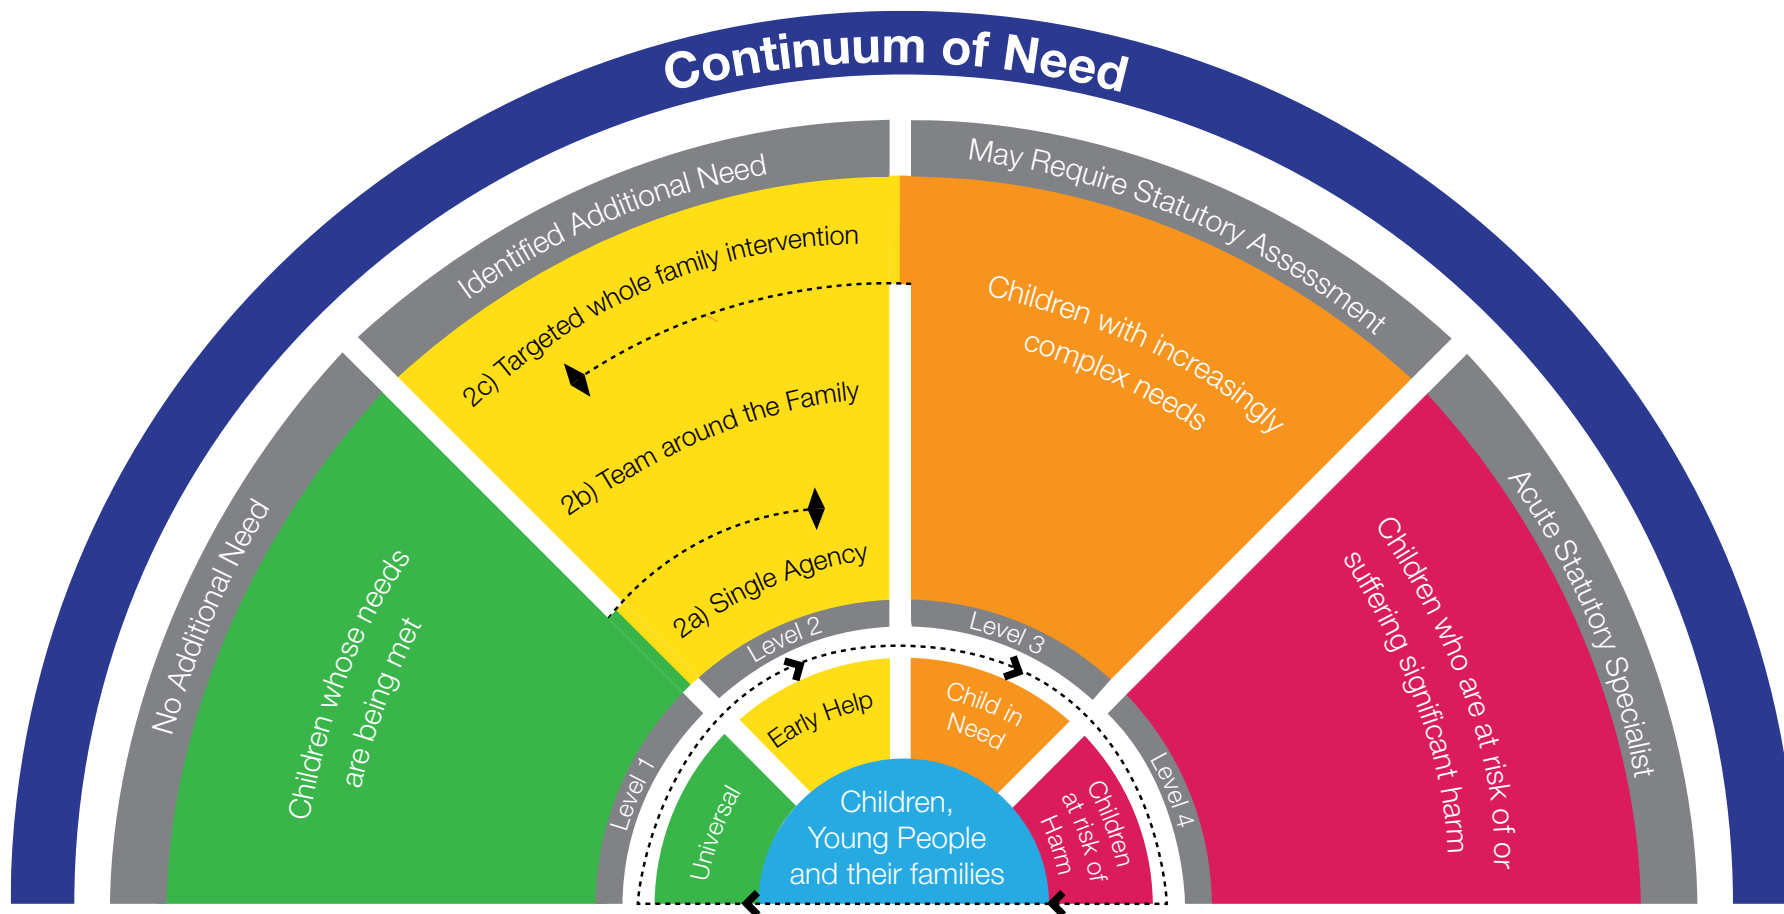 Continuum of Need
No Additional Need
Identified Additional Need
May Require Statutory Assessment
Acute Statutory Specialist
Children whose needs
are being met
2c) Targeted whole family intervention
2b) Team around the Family
2a) Single Agency
Children with increasingly
complex needs
Children who are at risk of or
suffering significant harm
Level 1
Level 2
Level 3
Level 4
Universal
Early Help
Child in
Need
Children
at risk of
Harm
Children,
Young People
and their families